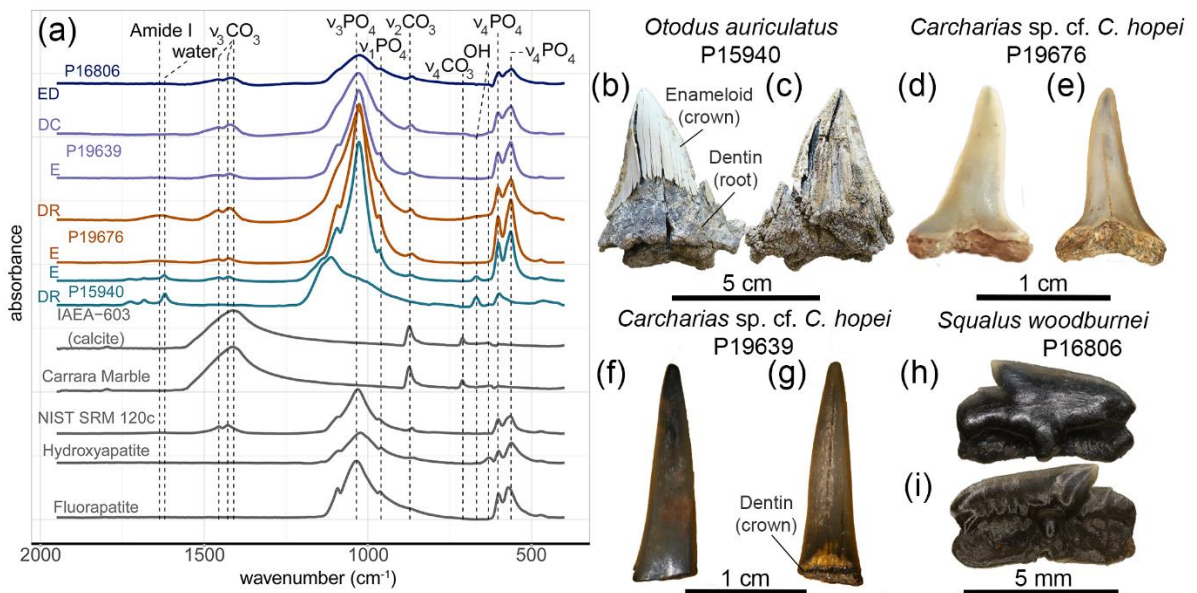 (a)
Amide I
water
ν3CO3
ν3PO4
ν1PO4
ν2CO3
ν4CO3
OH
ν4PO4
ν4PO4
P16806
ED
DC
P19639
E
DR
P19676
E
E
P15940
DR
IAEA−603
(calcite)
Carrara Marble
NIST SRM 120c
Hydroxyapatite
Fluorapatite
absorbance
2000 1500 1000 500
wavenumber (cm-1)
Otodus auriculatus
P15940
(b)
(c)
Enameloid
(crown)
Dentin
(root)
5 cm
Carcharias sp. cf. C. hopei
P19676
(d)
(e)
1 cm
Carcharias sp. cf. C. hopei
P19639
(f)
(g)
Dentin
(crown)
1 cm
Squalus woodburnei
P16806
(h)
(i)
5 mm